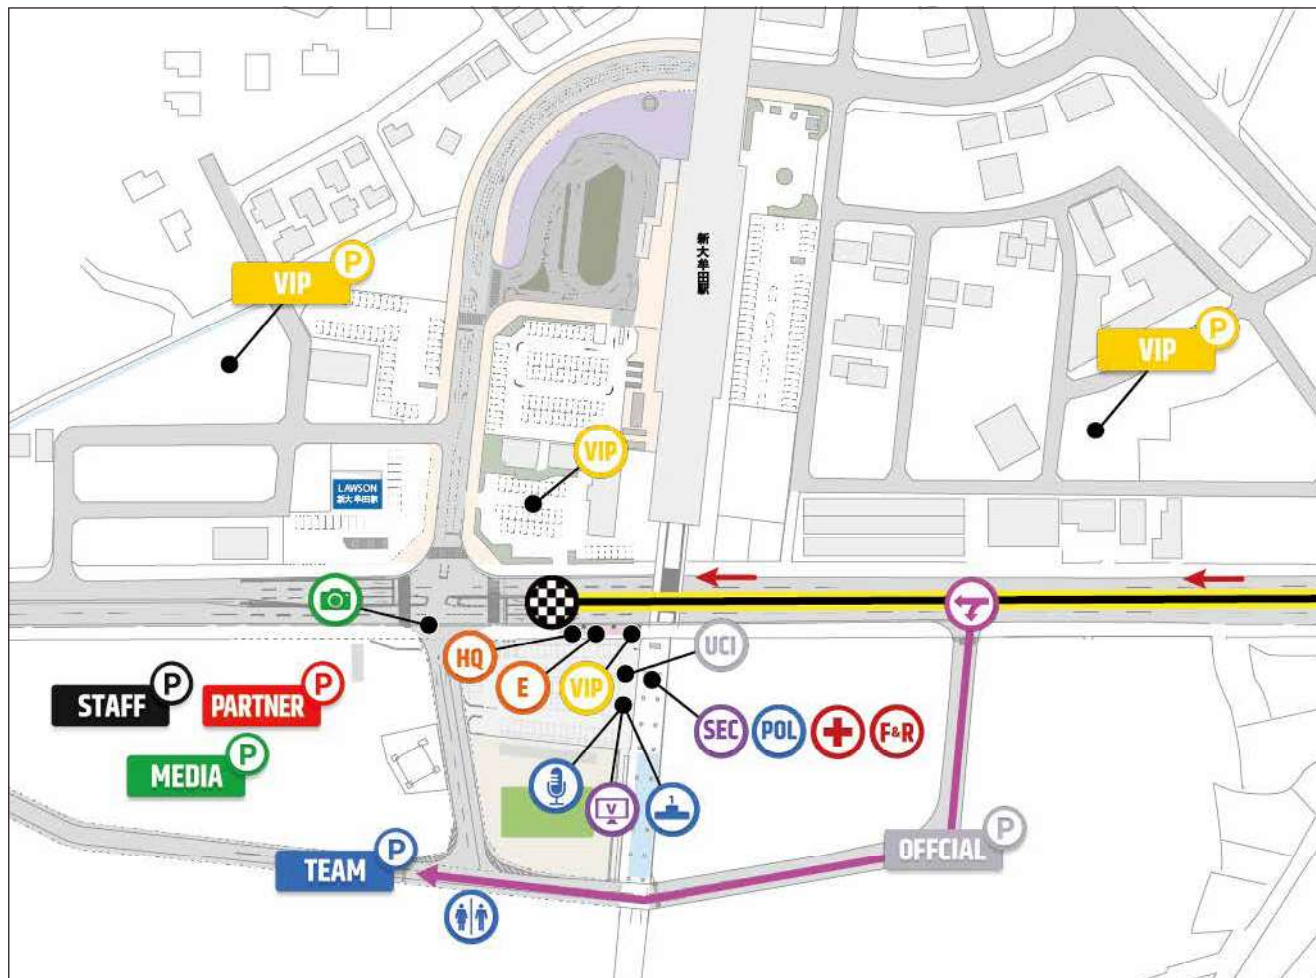 新大牟田駅
P
VIP
P
VIP
VIP
LAWSON
新大牟田駅
HQ
E
VIP
UCI
P
STAFF
P
PARTNER
P
MEDIA
SEC
POL
F&R
V
1
P
TEAM
P
OFFCIAL